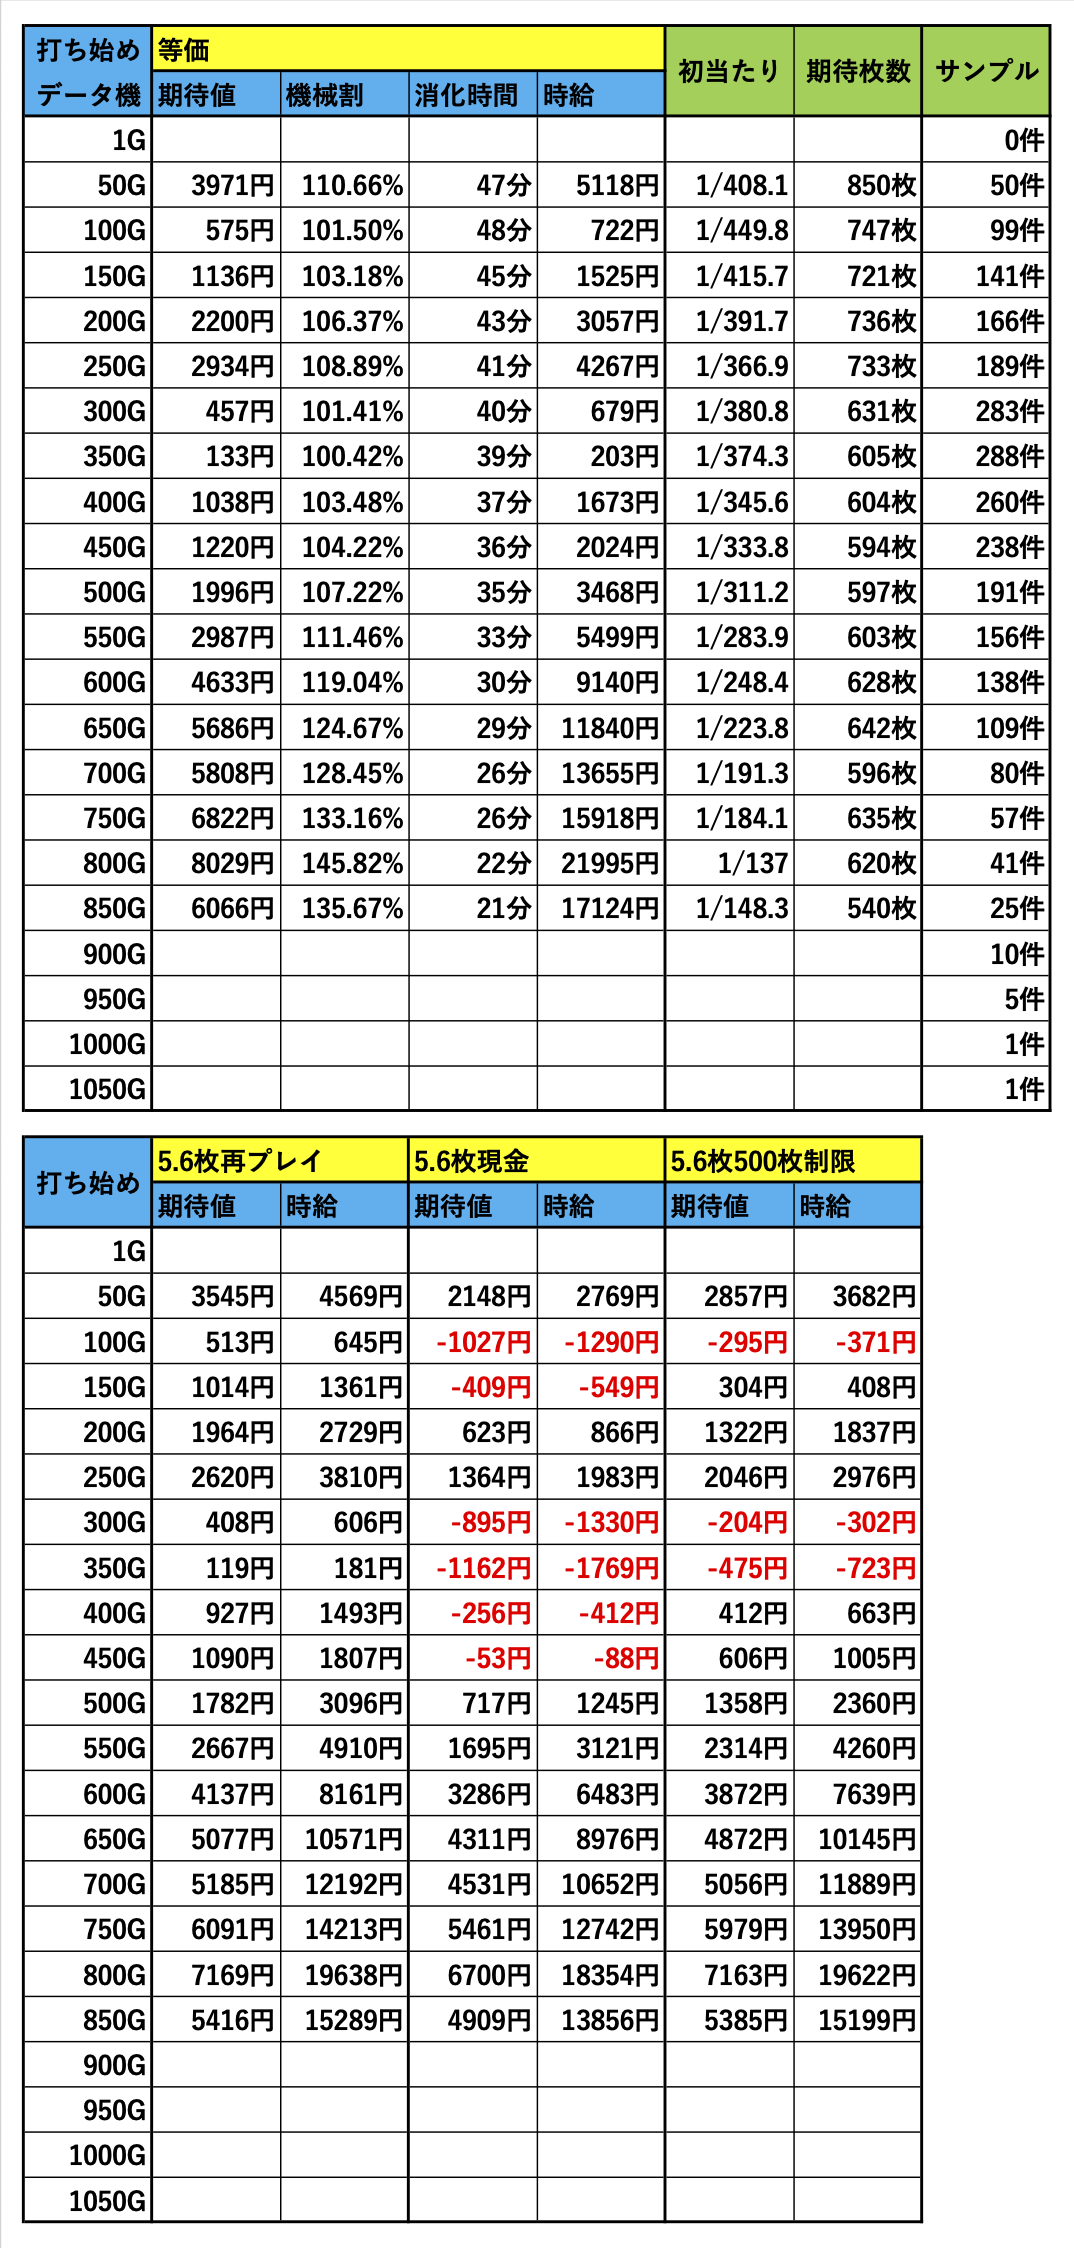 打ち始め 等価 初当たり 期待枚数 サンプル
データ機 期待値 機械割 消化時間 時給
1G 0件
50G 3971円 110.66% 47分 5118円 1/408.1 850枚 50件
100G 575円 101.50% 48分 722円 1/449.8 747枚 99件
150G 1136円 103.18% 45分 1525円 1/415.7 721枚 141件
200G 2200円 106.37% 43分 3057円 1/391.7 736枚 166件
250G 2934円 108.89% 41分 4267円 1/366.9 733枚 189件
300G 457円 101.41% 40分 679円 1/380.8 631枚 283件
350G 133円 100.42% 39分 203円 1/374.3 605枚 288件
400G 1038円 103.48% 37分 1673円 1/345.6 604枚 260件
450G 1220円 104.22% 36分 2024円 1/333.8 594枚 238件
500G 1996円 107.22% 35分 3468円 1/311.2 597枚 191件
550G 2987円 111.46% 33分 5499円 1/283.9 603枚 156件
600G 4633円 119.04% 30分 9140円 1/248.4 628枚 138件
650G 5686円 124.67% 29分 11840円 1/223.8 642枚 109件
700G 5808円 128.45% 26分 13655円 1/191.3 596枚 80件
750G 6822円 133.16% 26分 15918円 1/184.1 635枚 57件
800G 8029円 145.82% 22分 21995円 1/137 620枚 41件
850G 6066円 135.67% 21分 17124円 1/148.3 540枚 25件
900G 10件
950G 5件
1000G 1件
1050G 1件
打ち始め 5.6枚再プレイ 5.6枚現金 5.6枚500枚制限
期待値 時給 期待値 時給 期待値 時給
1G
50G 3545円 4569円 2148円 2769円 2857円 3682円
100G 513円 645円 -1027円 -1290円 -295円 -371円
150G 1014円 1361円 -409円 -549円 304円 408円
200G 1964円 2729円 623円 866円 1322円 1837円
250G 2620円 3810円 1364円 1983円 2046円 2976円
300G 408円 606円 -895円 -1330円 -204円 -302円
350G 119円 181円 -1162円 -1769円 -475円 -723円
400G 927円 1493円 -256円 -412円 412円 663円
450G 1090円 1807円 -53円 -88円 606円 1005円
500G 1782円 3096円 717円 1245円 1358円 2360円
550G 2667円 4910円 1695円 3121円 2314円 4260円
600G 4137円 8161円 3286円 6483円 3872円 7639円
650G 5077円 10571円 4311円 8976円 4872円 10145円
700G 5185円 12192円 4531円 10652円 5056円 11889円
750G 6091円 14213円 5461円 12742円 5979円 13950円
800G 7169円 19638円 6700円 18354円 7163円 19622円
850G 5416円 15289円 4909円 13856円 5385円 15199円
900G
950G
1000G
1050G